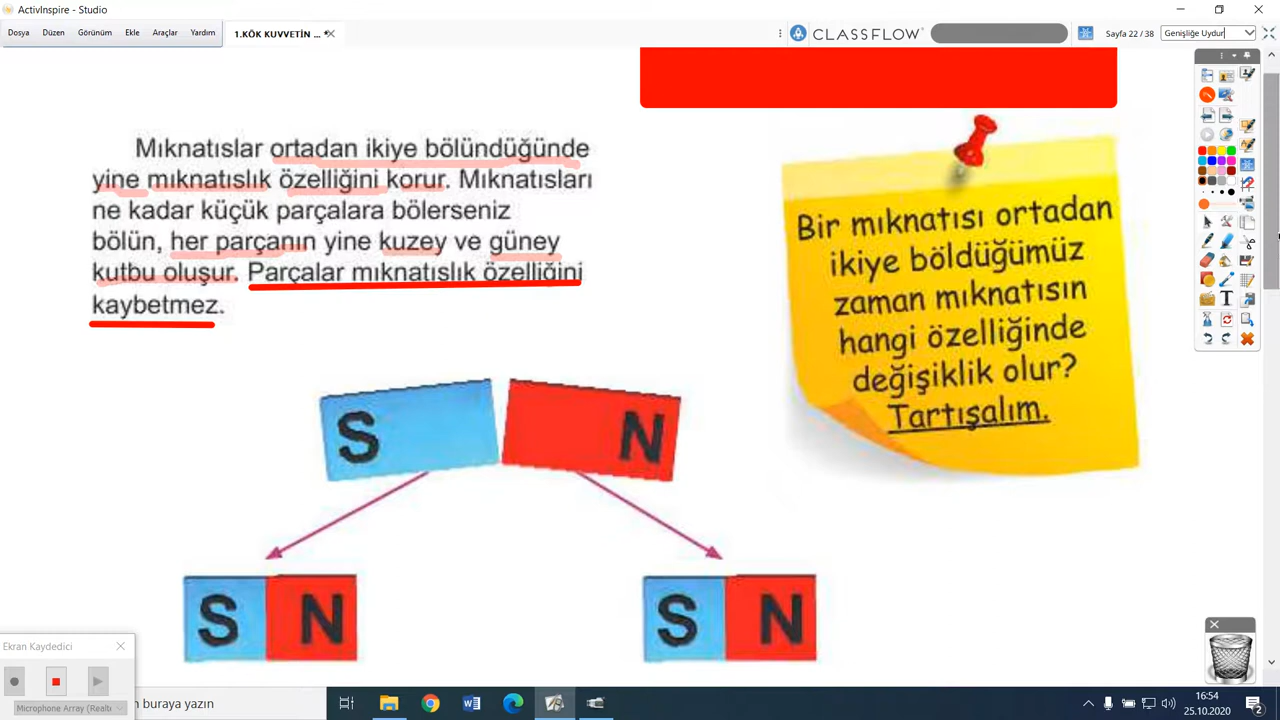 ActivInspire - Studio
Dosya Düzen Görünüm Ekle Araçlar Yardım
1.KÖK KUVVETİN ...
CLASSFLOW
Sayfa 22 / 38
Genişliğe Uydur
Mıknatıslar ortadan ikiye bölündüğünde
yine mıknatıslık özelliğini korur. Mıknatısları
ne kadar küçük parçalara bölerseniz
bölün, her parçanın yine kuzey ve güney
kutbu oluşur. Parçalar mıknatıslık özelliğini
kaybetmez.
Bir mıknatısı ortadan
ikiye böldüğümüz
zaman mıknatısın
hangi özelliğinde
değişiklik olur?
Tartışalım.
S N
S N
S N
Ekran Kaydedici
Microphone Array (Realt
n buraya yazın
16:54
25.10.2020
2